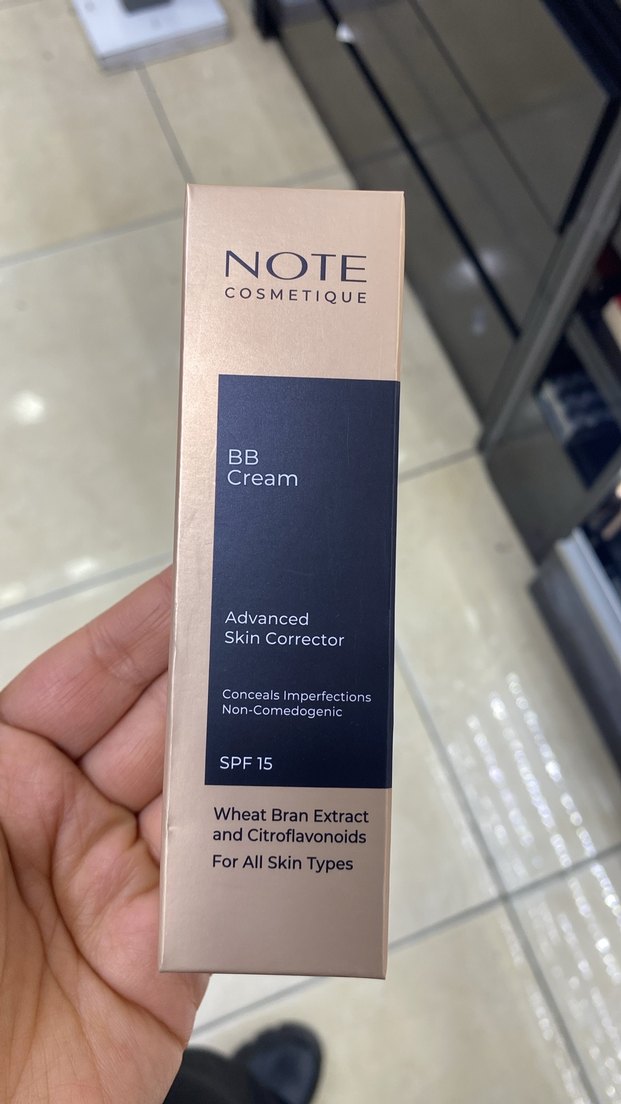 NOTE
COSMETIQUE
BB
Cream
Advanced
Skin Corrector
Conceals Imperfections
Non-Comedogenic
SPF 15
Wheat Bran Extract
and Citroflavonoids
For All Skin Types